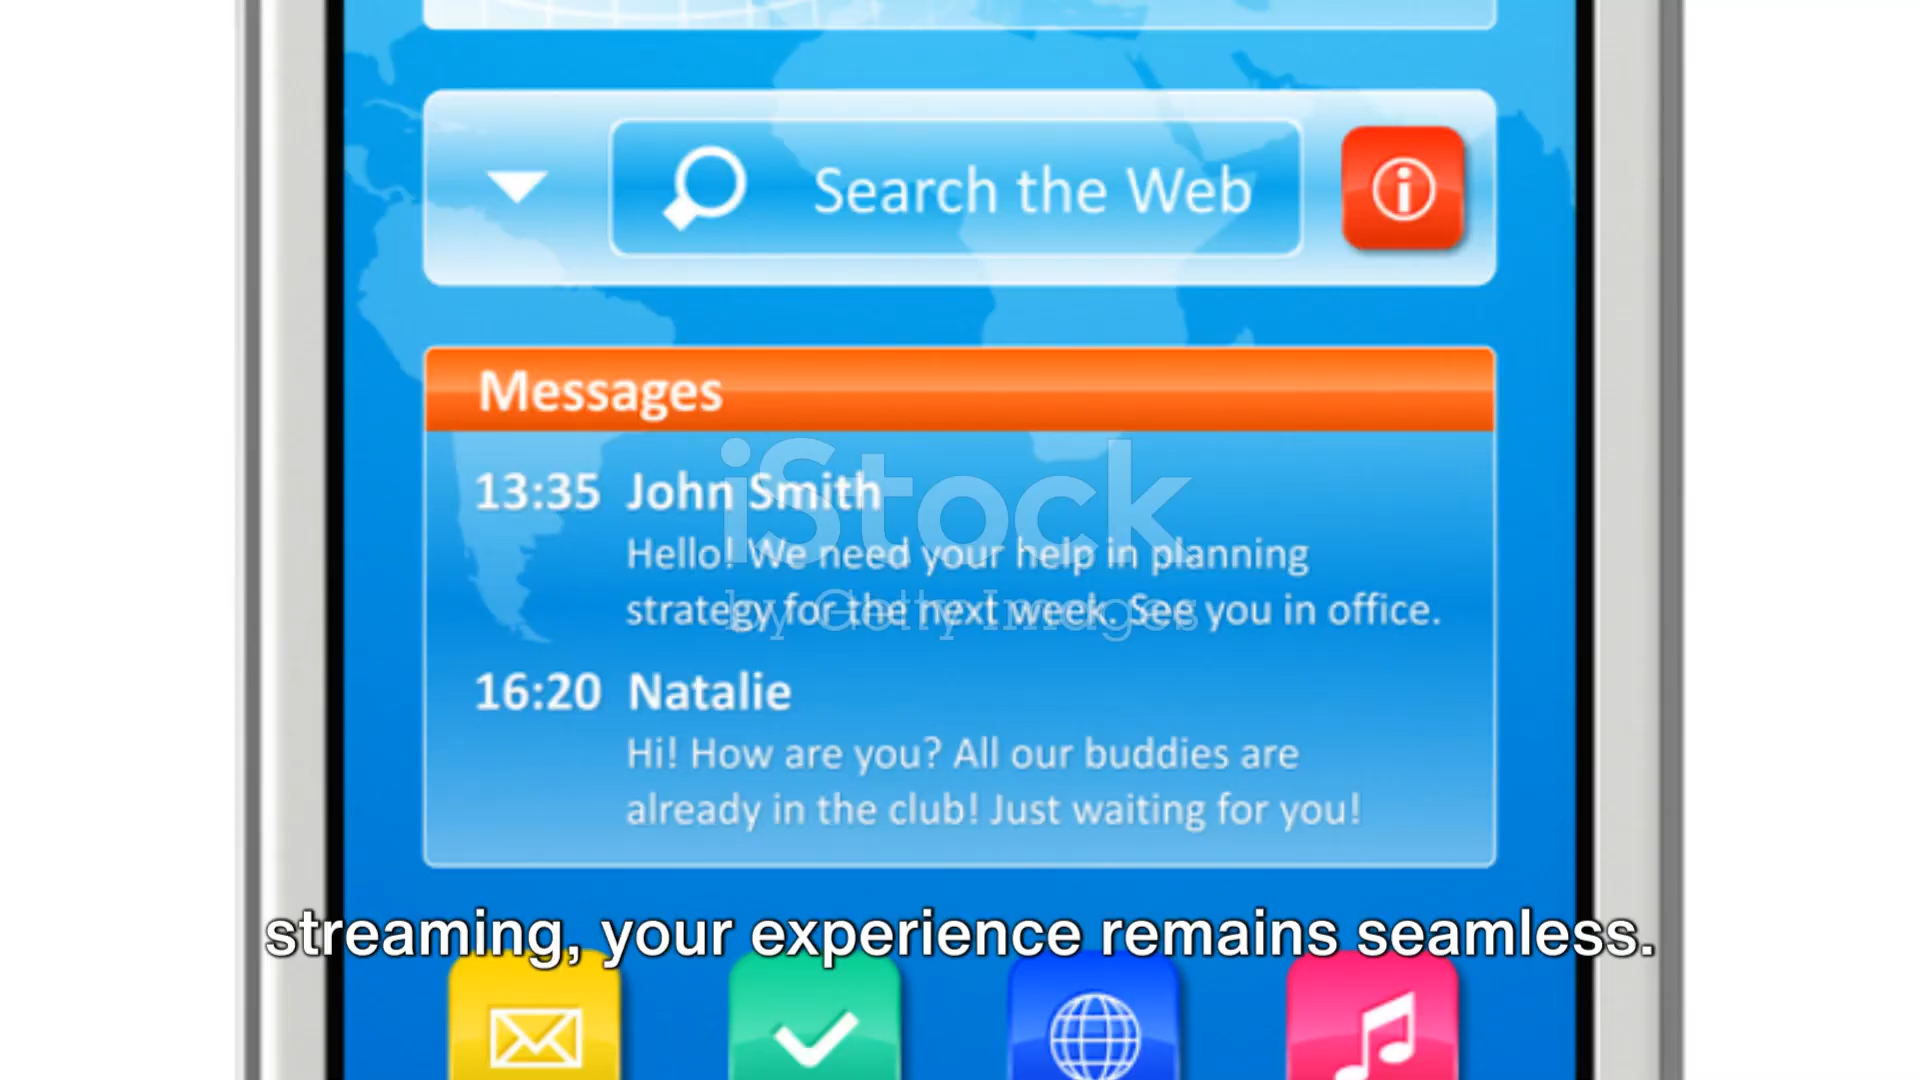 Search the Web
Messages
13:35 John Smith
Hello! We need your help in planning
strategy for the next week. See you in office.
16:20 Natalie
Hi! How are you? All our buddies are
already in the club! Just waiting for you!
iStock
by Getty Images
streaming, your experience remains seamless.